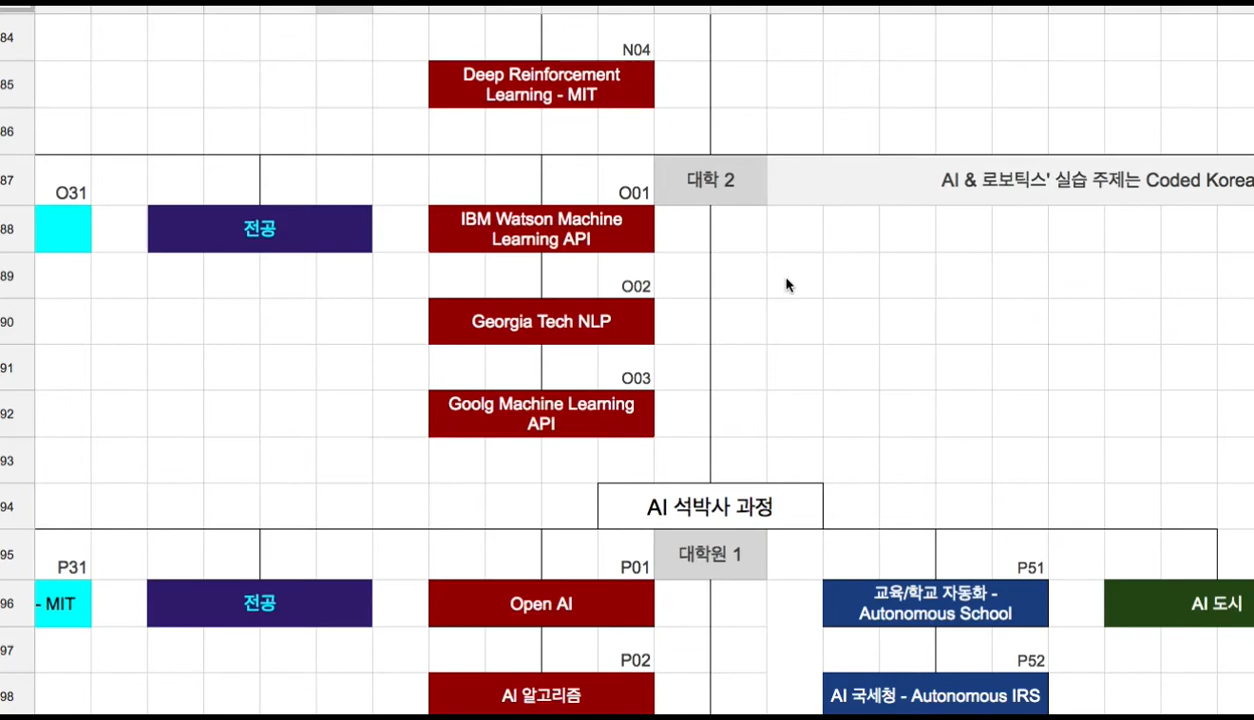 84
N04
85
Deep Reinforcement
Learning - MIT
86
87
대학 2
AI & 로보틱스' 실습 주제는 Coded Korea
O31
O01
88
전공
IBM Watson Machine
Learning API
89
O02
90
Georgia Tech NLP
91
O03
92
Goolg Machine Learning
API
93
94
AI 석박사 과정
95
대학원 1
P31
P01
P51
96
- MIT
전공
Open AI
교육/학교 자동화 -
Autonomous School
AI 도시
97
P02
P52
98
AI 알고리즘
AI 국세청 - Autonomous IRS